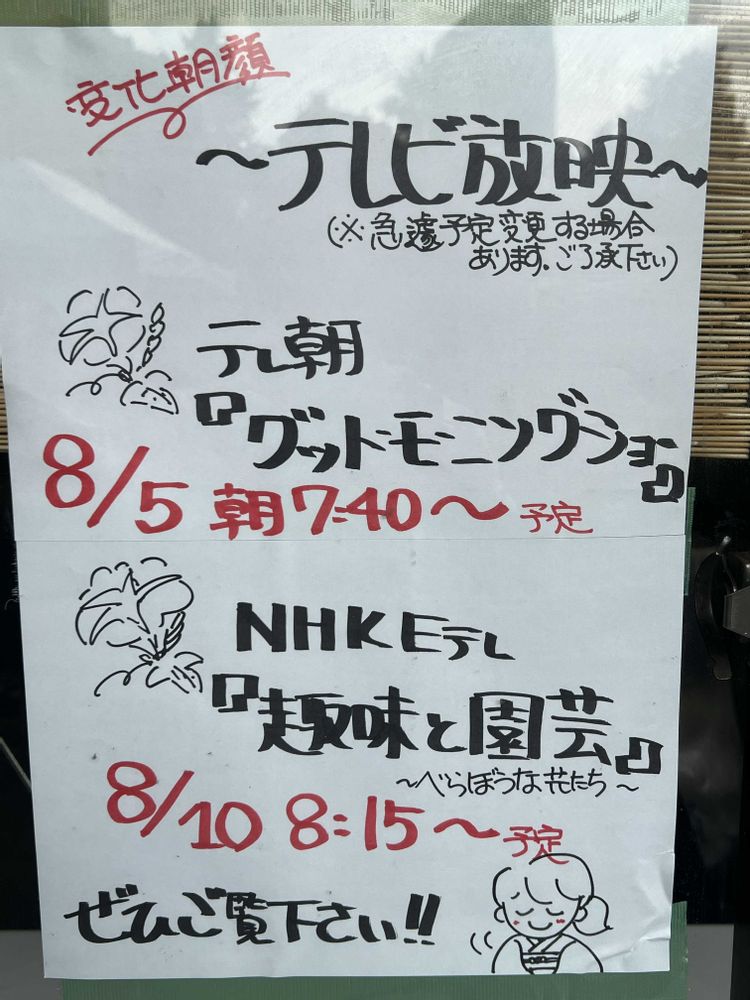 変化朝顔
～テレビ放映～
(※急遽予定変更する場合
あります。ご了承下さい)
テレ朝
『グットモーニングショー』
8/5 朝7:40～予定
NHKEテレ
『趣味と園芸』
～べらぼうな花たち～
8/10 8:15～予定
ぜひご覧下さい!!